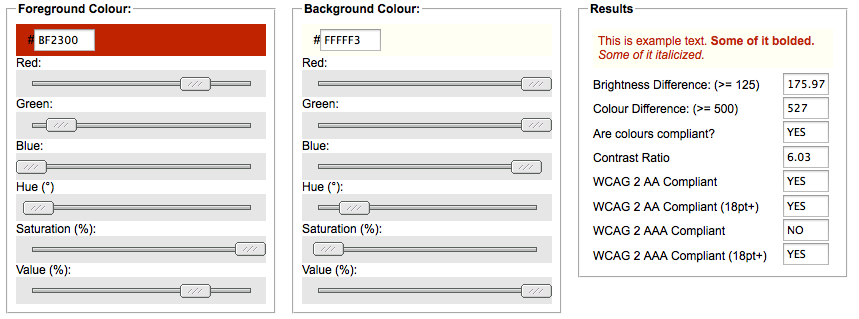 Foreground Colour:
# BF2300
Red:
Green:
Blue:
Hue (°)
Saturation (%):
Value (%):
Background Colour:
# FFFFF3
Red:
Green:
Blue:
Hue (°):
Saturation (%):
Value (%):
Results
This is example text. Some of it bolded.
Some of it italicized.
Brightness Difference: (>= 125) 175.97
Colour Difference: (>= 500) 527
Are colours compliant? YES
Contrast Ratio 6.03
WCAG 2 AA Compliant YES
WCAG 2 AA Compliant (18pt+) YES
WCAG 2 AAA Compliant NO
WCAG 2 AAA Compliant (18pt+) YES